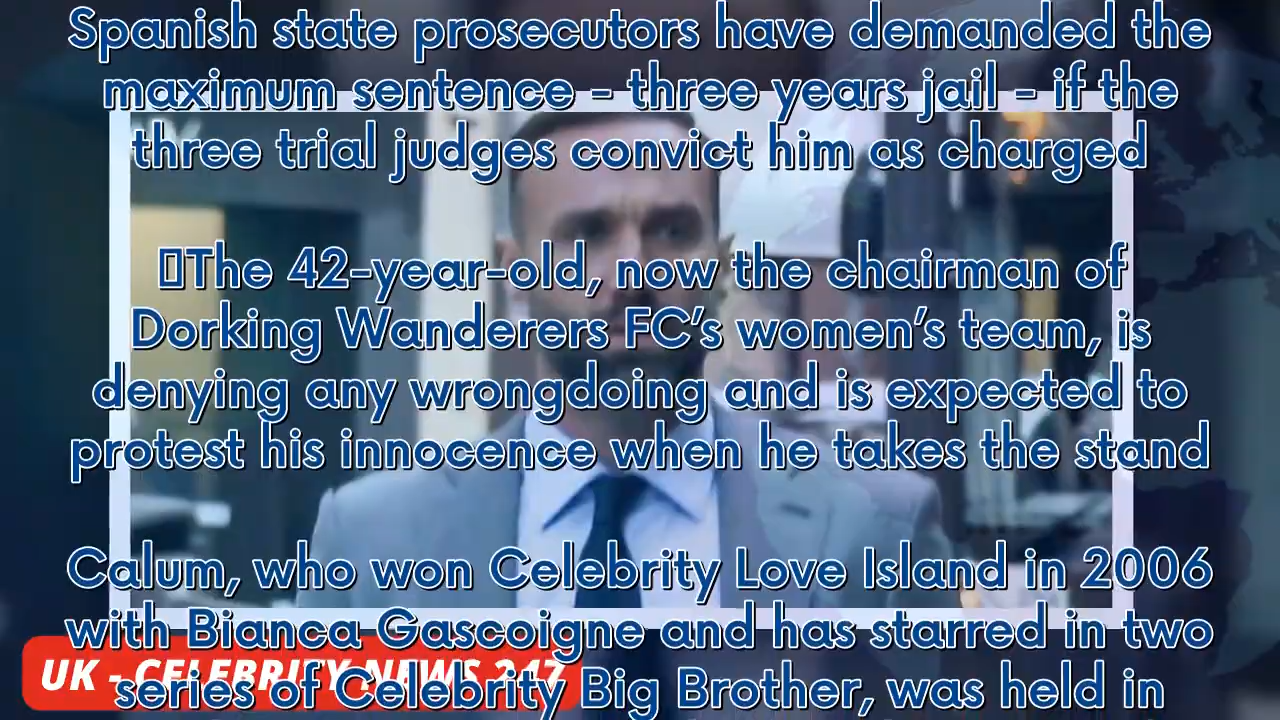 Spanish state prosecutors have demanded the
maximum sentence - three years jail - if the
three trial judges convict him as charged
The 42-year-old, now the chairman of
Dorking Wanderers FC’s women’s team, is
denying any wrongdoing and is expected to
protest his innocence when he takes the stand
Calum, who won Celebrity Love Island in 2006
with Bianca Gascoigne and has starred in two
UK - CELEBRITY NEWS 247
series of Celebrity Big Brother, was held in